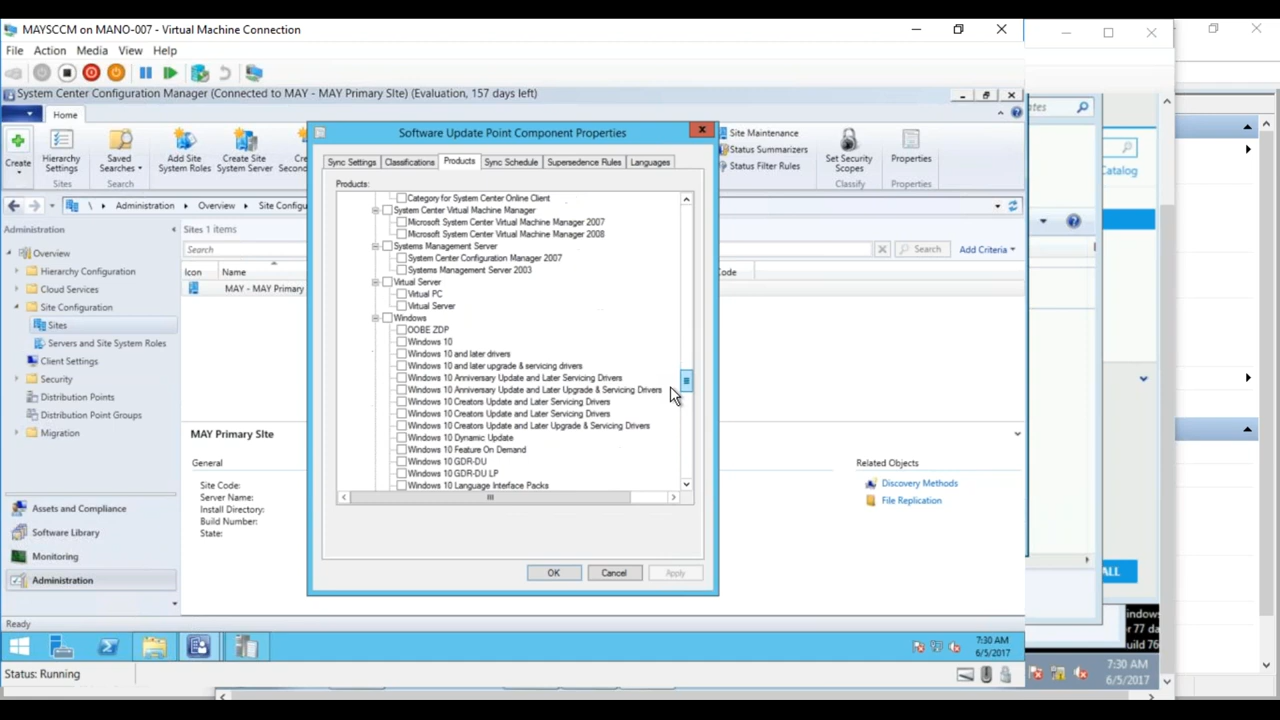 MAYSCCM on MANO-007 - Virtual Machine Connection
File Action Media View Help
System Center Configuration Manager (Connected to MAY - MAY Primary SIte) (Evaluation, 157 days left)
Home
Create
Hierarchy Settings
Saved Searches
Add Site System Roles
Create Site System Server
Sites
Search
Site Maintenance
Status Summarizers
Status Filter Rules
Set Security Scopes
Properties
Classify
Properties
\ Administration Overview Site Configu
Administration
Overview
Hierarchy Configuration
Cloud Services
Site Configuration
Sites
Servers and Site System Roles
Client Settings
Security
Distribution Points
Distribution Point Groups
Migration
Assets and Compliance
Software Library
Monitoring
Administration
Sites 1 items
Search
Search
Add Criteria
Icon Name
MAY - MAY Primary
MAY Primary SIte
General
Site Code:
Server Name:
Install Directory:
Build Number:
State:
Related Objects
Discovery Methods
File Replication
Software Update Point Component Properties
Sync Settings Classifications Products Sync Schedule Supersedence Rules Languages
Products:
Category for System Center Online Client
System Center Virtual Machine Manager
Microsoft System Center Virtual Machine Manager 2007
Microsoft System Center Virtual Machine Manager 2008
Systems Management Server
System Center Configuration Manager 2007
Systems Management Server 2003
Virtual Server
Virtual PC
Virtual Server
Windows
OOBE ZDP
Windows 10
Windows 10 and later drivers
Windows 10 and later upgrade & servicing drivers
Windows 10 Anniversary Update and Later Servicing Drivers
Windows 10 Anniversary Update and Later Upgrade & Servicing Drivers
Windows 10 Creators Update and Later Servicing Drivers
Windows 10 Creators Update and Later Servicing Drivers
Windows 10 Creators Update and Later Upgrade & Servicing Drivers
Windows 10 Dynamic Update
Windows 10 Feature On Demand
Windows 10 GDR-DU
Windows 10 GDR-DU LP
Windows 10 Language Interface Packs
OK Cancel Apply
Ready
7:30 AM
6/5/2017
Status: Running
Catalog
ALL
7:30 AM
6/5/2017